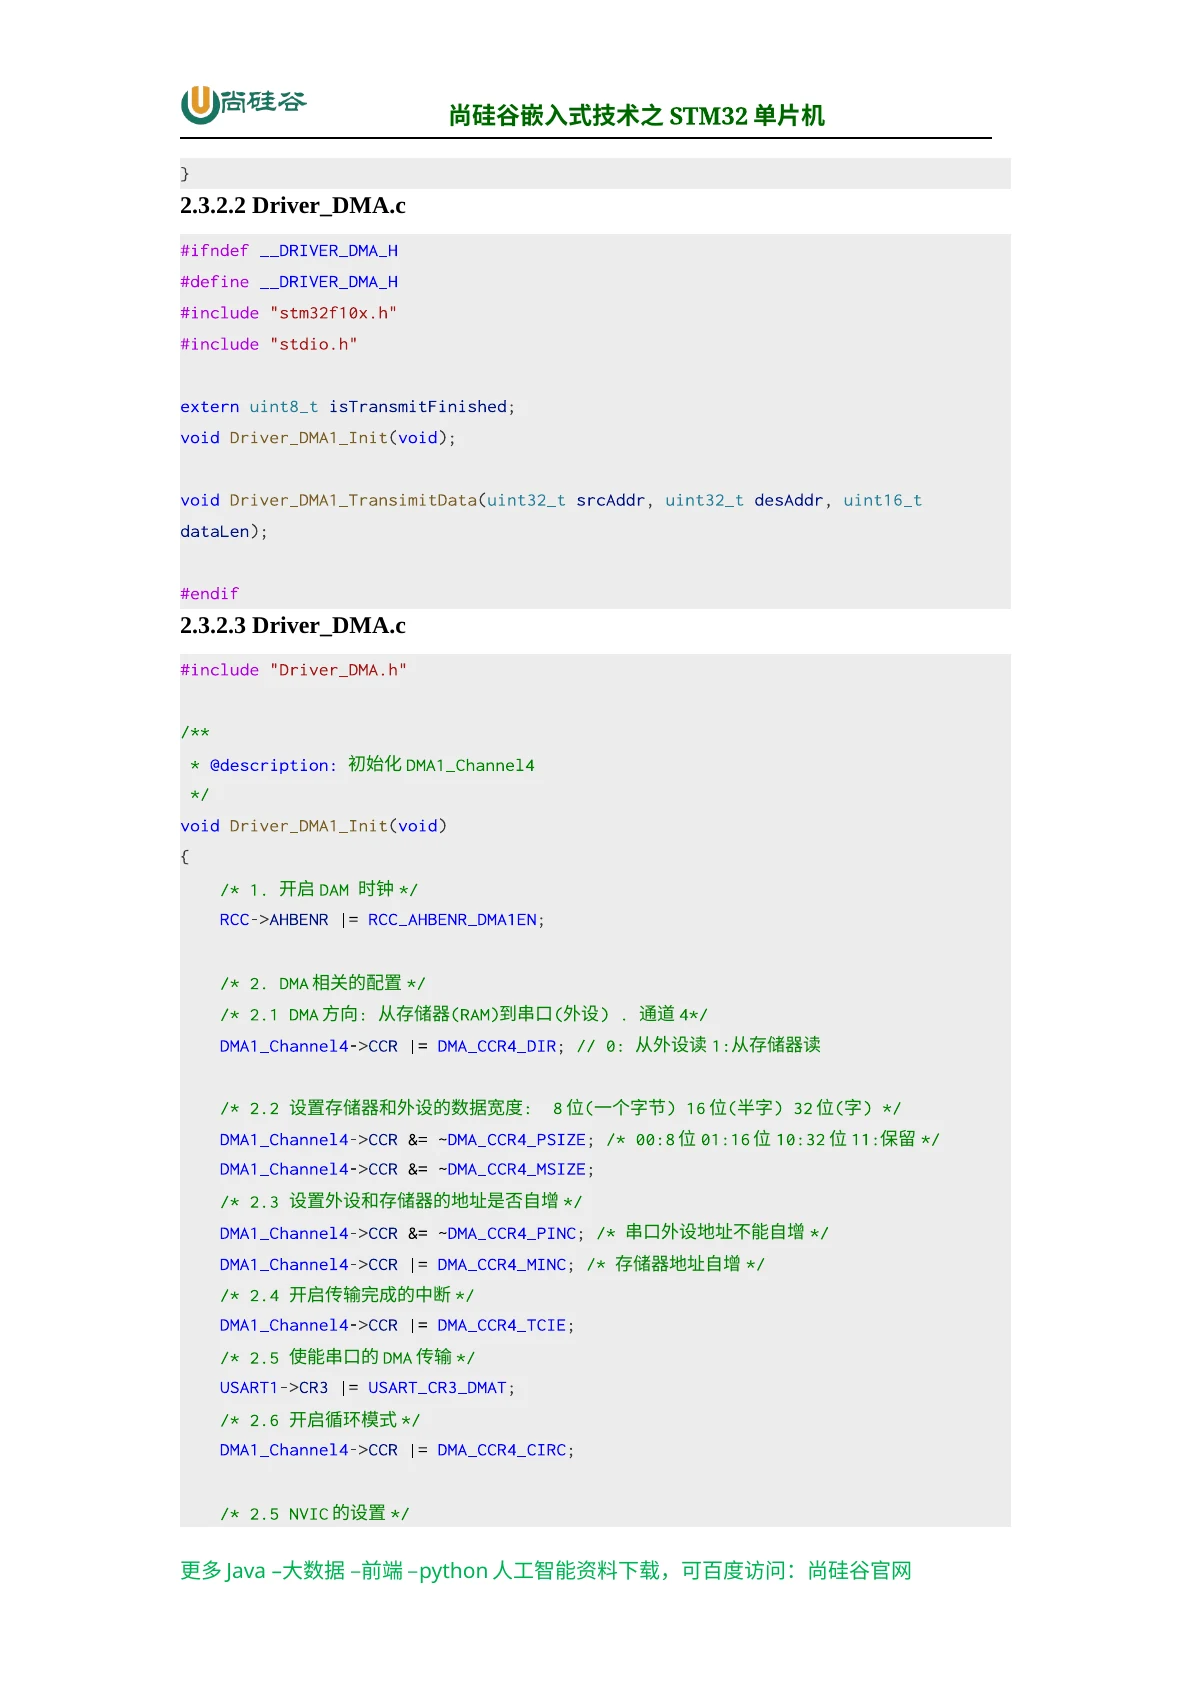 尚硅谷
尚硅谷嵌入式技术之 STM32 单片机
}
2.3.2.2 Driver_DMA.c
#ifndef __DRIVER_DMA_H
#define __DRIVER_DMA_H
#include "stm32f10x.h"
#include "stdio.h"
extern uint8_t isTransmitFinished;
void Driver_DMA1_Init(void);
void Driver_DMA1_TransimitData(uint32_t srcAddr, uint32_t desAddr, uint16_t
dataLen);
#endif
2.3.2.3 Driver_DMA.c
#include "Driver_DMA.h"
/**
 * @description: 初始化 DMA1_Channel4
 */
void Driver_DMA1_Init(void)
{
    /* 1. 开启 DAM 时钟 */
    RCC->AHBENR |= RCC_AHBENR_DMA1EN;
    /* 2. DMA 相关的配置 */
    /* 2.1 DMA 方向: 从存储器(RAM)到串口(外设) . 通道 4*/
    DMA1_Channel4->CCR |= DMA_CCR4_DIR; // 0: 从外设读 1:从存储器读
    /* 2.2 设置存储器和外设的数据宽度: 8 位(一个字节) 16 位(半字) 32 位(字) */
    DMA1_Channel4->CCR &= ~DMA_CCR4_PSIZE; /* 00:8 位 01:16 位 10:32 位 11:保留 */
    DMA1_Channel4->CCR &= ~DMA_CCR4_MSIZE;
    /* 2.3 设置外设和存储器的地址是否自增 */
    DMA1_Channel4->CCR &= ~DMA_CCR4_PINC; /* 串口外设地址不能自增 */
    DMA1_Channel4->CCR |= DMA_CCR4_MINC; /* 存储器地址自增 */
    /* 2.4 开启传输完成的中断 */
    DMA1_Channel4->CCR |= DMA_CCR4_TCIE;
    /* 2.5 使能串口的 DMA 传输 */
    USART1->CR3 |= USART_CR3_DMAT;
    /* 2.6 开启循环模式 */
    DMA1_Channel4->CCR |= DMA_CCR4_CIRC;
    /* 2.5 NVIC 的设置 */
更多 Java –大数据 –前端 –python 人工智能资料下载，可百度访问：尚硅谷官网